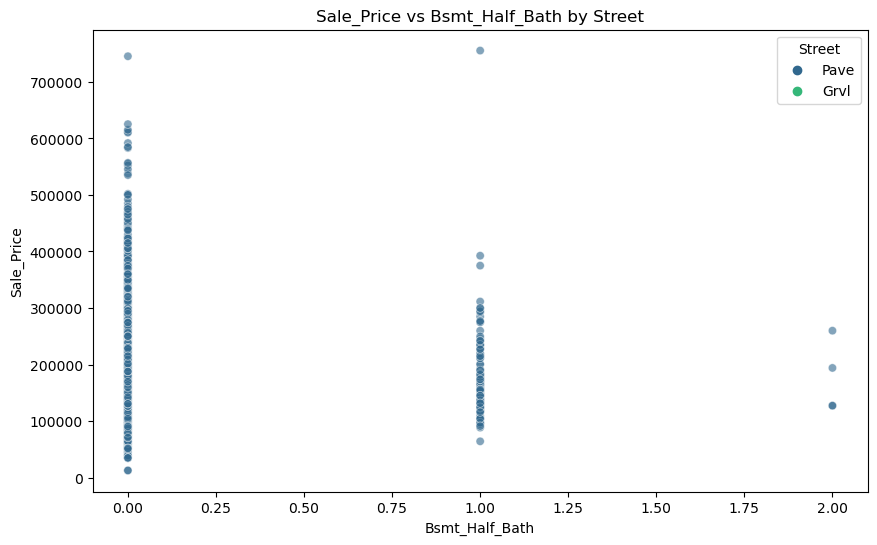 Sale_Price vs Bsmt_Half_Bath by Street
Street
Pave
Grvl
700000
600000
500000
400000
300000
200000
100000
0
Sale_Price
0.00
0.25
0.50
0.75
1.00
1.25
1.50
1.75
2.00
Bsmt_Half_Bath